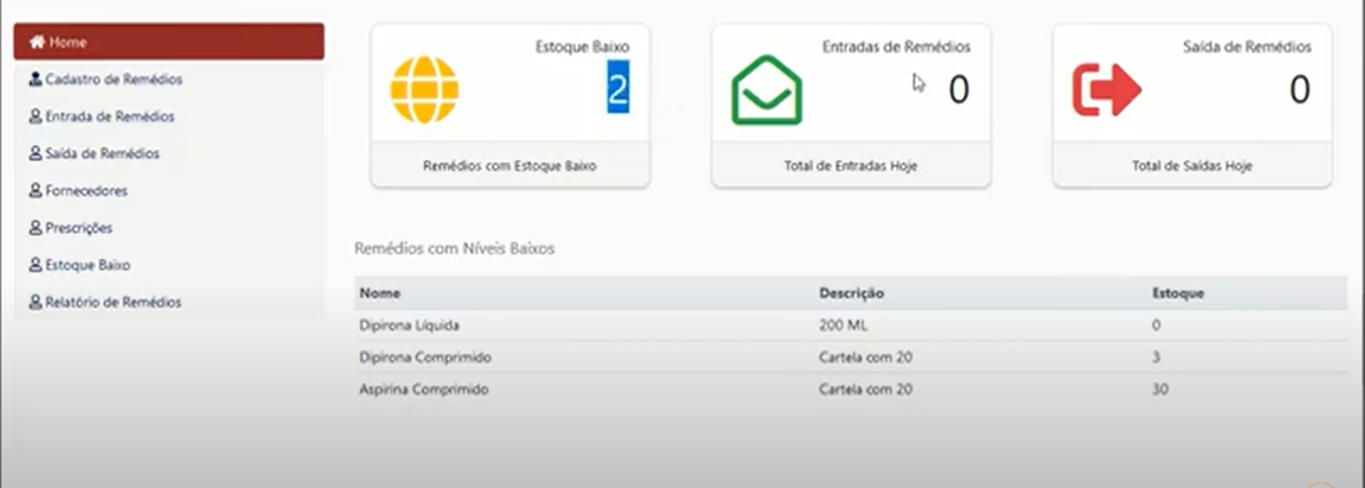 Home
Cadastro de Remédios
Entrada de Remédios
Saída de Remédios
Fornecedores
Prescrições
Estoque Baixo
Relatório de Remédios
Estoque Baixo
2
Remédios com Estoque Baixo
Entradas de Remédios
0
Total de Entradas Hoje
Saída de Remédios
0
Total de Saídas Hoje
Remédios com Níveis Baixos
Nome Descrição Estoque
Dipirona Líquida 200 ML 0
Dipirona Comprimido Cartela com 20 3
Aspirina Comprimido Cartela com 20 30